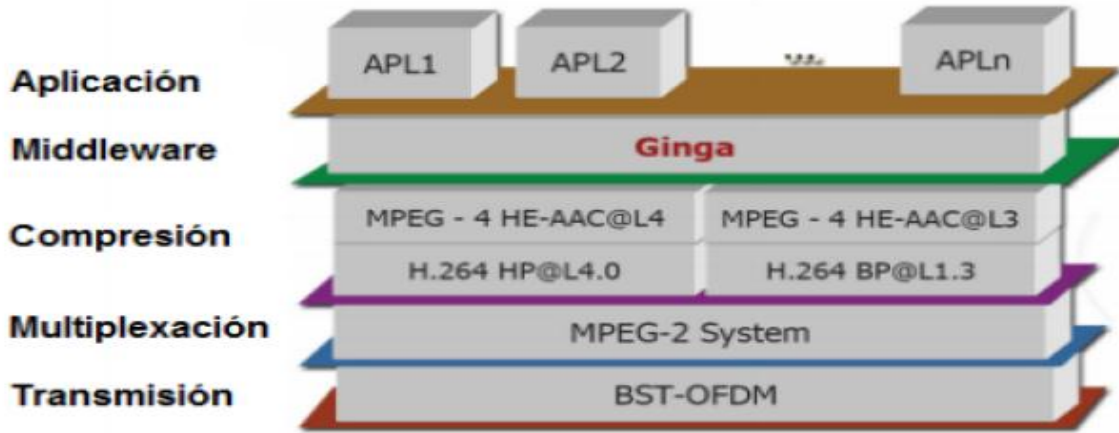 APL1 APL2 ... APLn
Aplicación
Middleware Ginga
MPEG - 4 HE-AAC@L4 MPEG - 4 HE-AAC@L3
Compresión
H.264 HP@L4.0 H.264 BP@L1.3
Multiplexación MPEG-2 System
Transmisión BST-OFDM